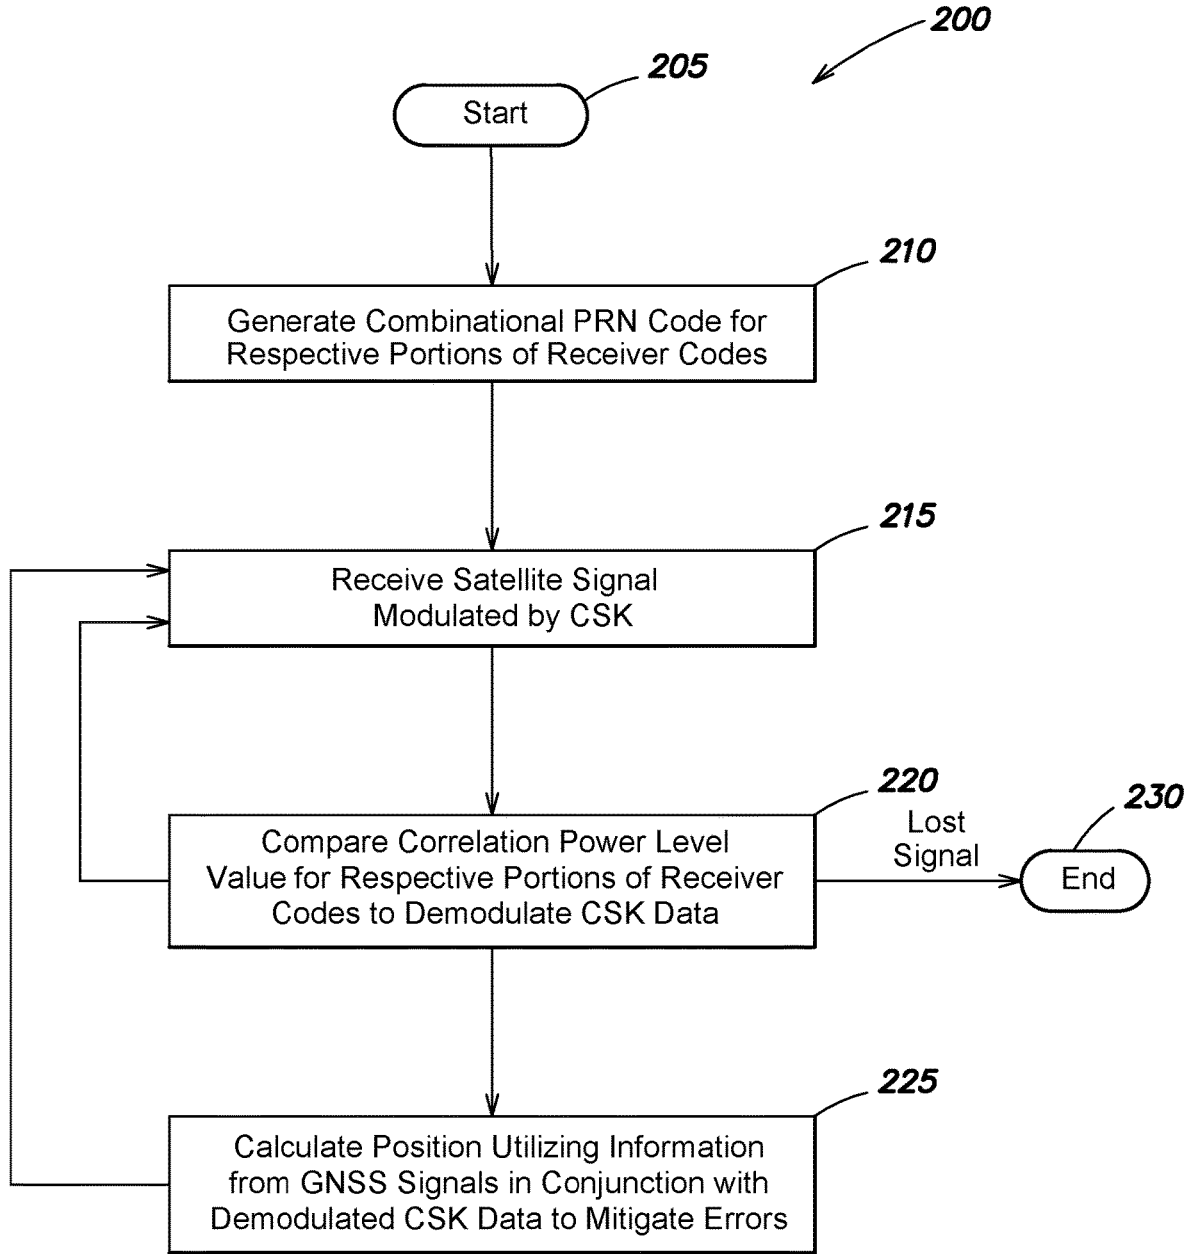 200
205
Start
210
Generate Combinational PRN Code for
Respective Portions of Receiver Codes
215
Receive Satellite Signal
Modulated by CSK
220
Compare Correlation Power Level
Value for Respective Portions of Receiver
Codes to Demodulate CSK Data
Lost
Signal
230
End
225
Calculate Position Utilizing Information
from GNSS Signals in Conjunction with
Demodulated CSK Data to Mitigate Errors